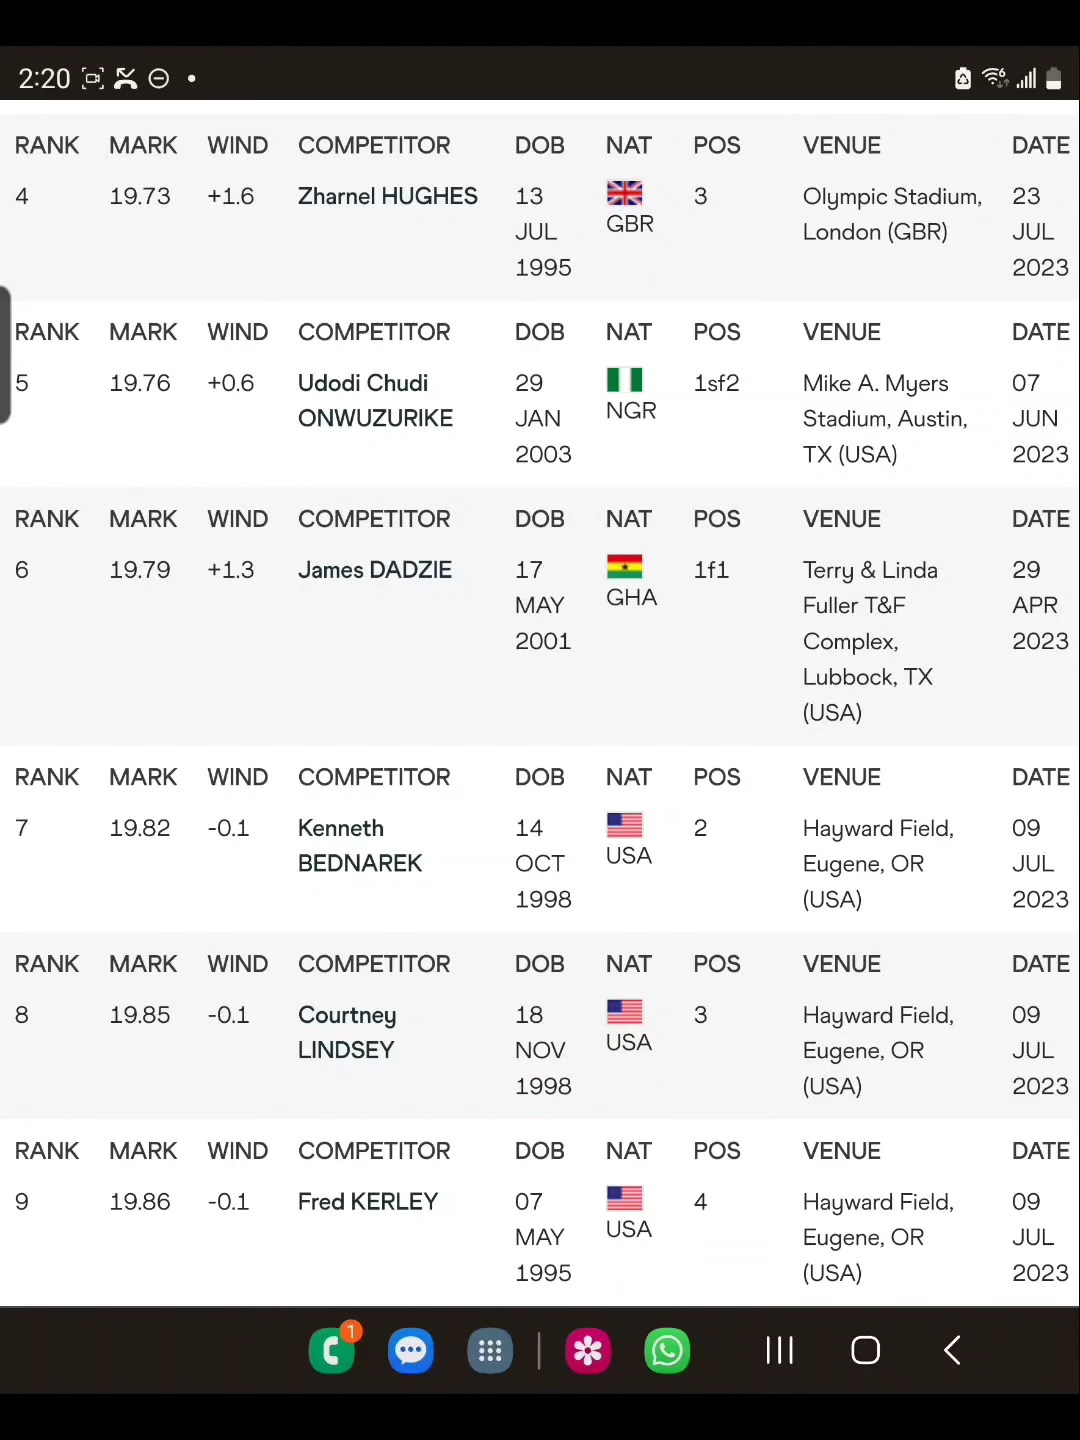 2:20
RANK MARK WIND COMPETITOR DOB NAT POS VENUE DATE
4 19.73 +1.6 Zharnel HUGHES 13 JUL 1995 GBR 3 Olympic Stadium, London (GBR) 23 JUL 2023
RANK MARK WIND COMPETITOR DOB NAT POS VENUE DATE
5 19.76 +0.6 Udodi Chudi ONWUZURIKE 29 JAN 2003 NGR 1sf2 Mike A. Myers Stadium, Austin, TX (USA) 07 JUN 2023
RANK MARK WIND COMPETITOR DOB NAT POS VENUE DATE
6 19.79 +1.3 James DADZIE 17 MAY 2001 GHA 1f1 Terry & Linda Fuller T&F Complex, Lubbock, TX (USA) 29 APR 2023
RANK MARK WIND COMPETITOR DOB NAT POS VENUE DATE
7 19.82 -0.1 Kenneth BEDNAREK 14 OCT 1998 USA 2 Hayward Field, Eugene, OR (USA) 09 JUL 2023
RANK MARK WIND COMPETITOR DOB NAT POS VENUE DATE
8 19.85 -0.1 Courtney LINDSEY 18 NOV 1998 USA 3 Hayward Field, Eugene, OR (USA) 09 JUL 2023
RANK MARK WIND COMPETITOR DOB NAT POS VENUE DATE
9 19.86 -0.1 Fred KERLEY 07 MAY 1995 USA 4 Hayward Field, Eugene, OR (USA) 09 JUL 2023
1